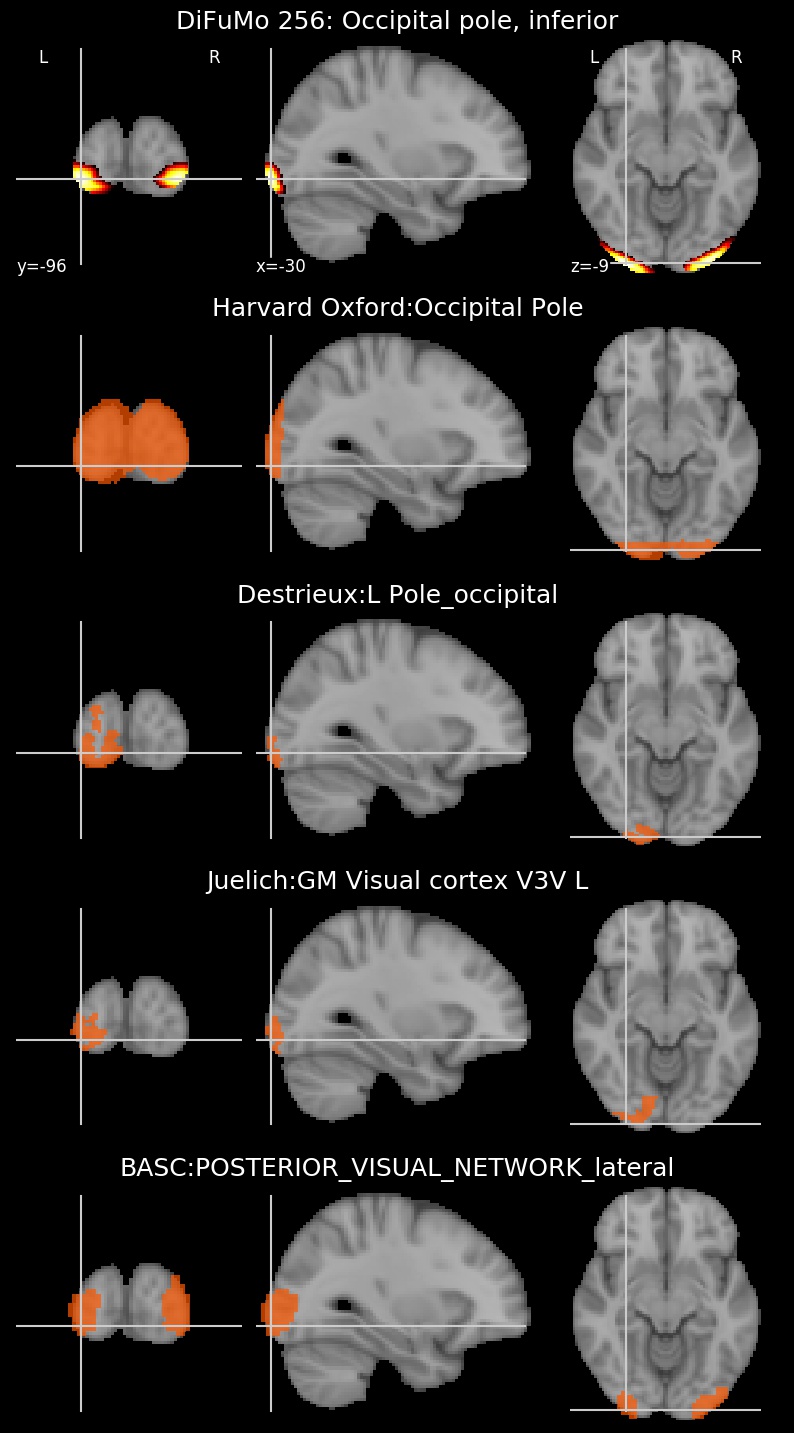 DiFuMo 256: Occipital pole, inferior
L R L R
y=-96 x=-30 z=-9
Harvard Oxford:Occipital Pole
Destrieux:L Pole_occipital
Juelich:GM Visual cortex V3V L
BASC:POSTERIOR_VISUAL_NETWORK_lateral